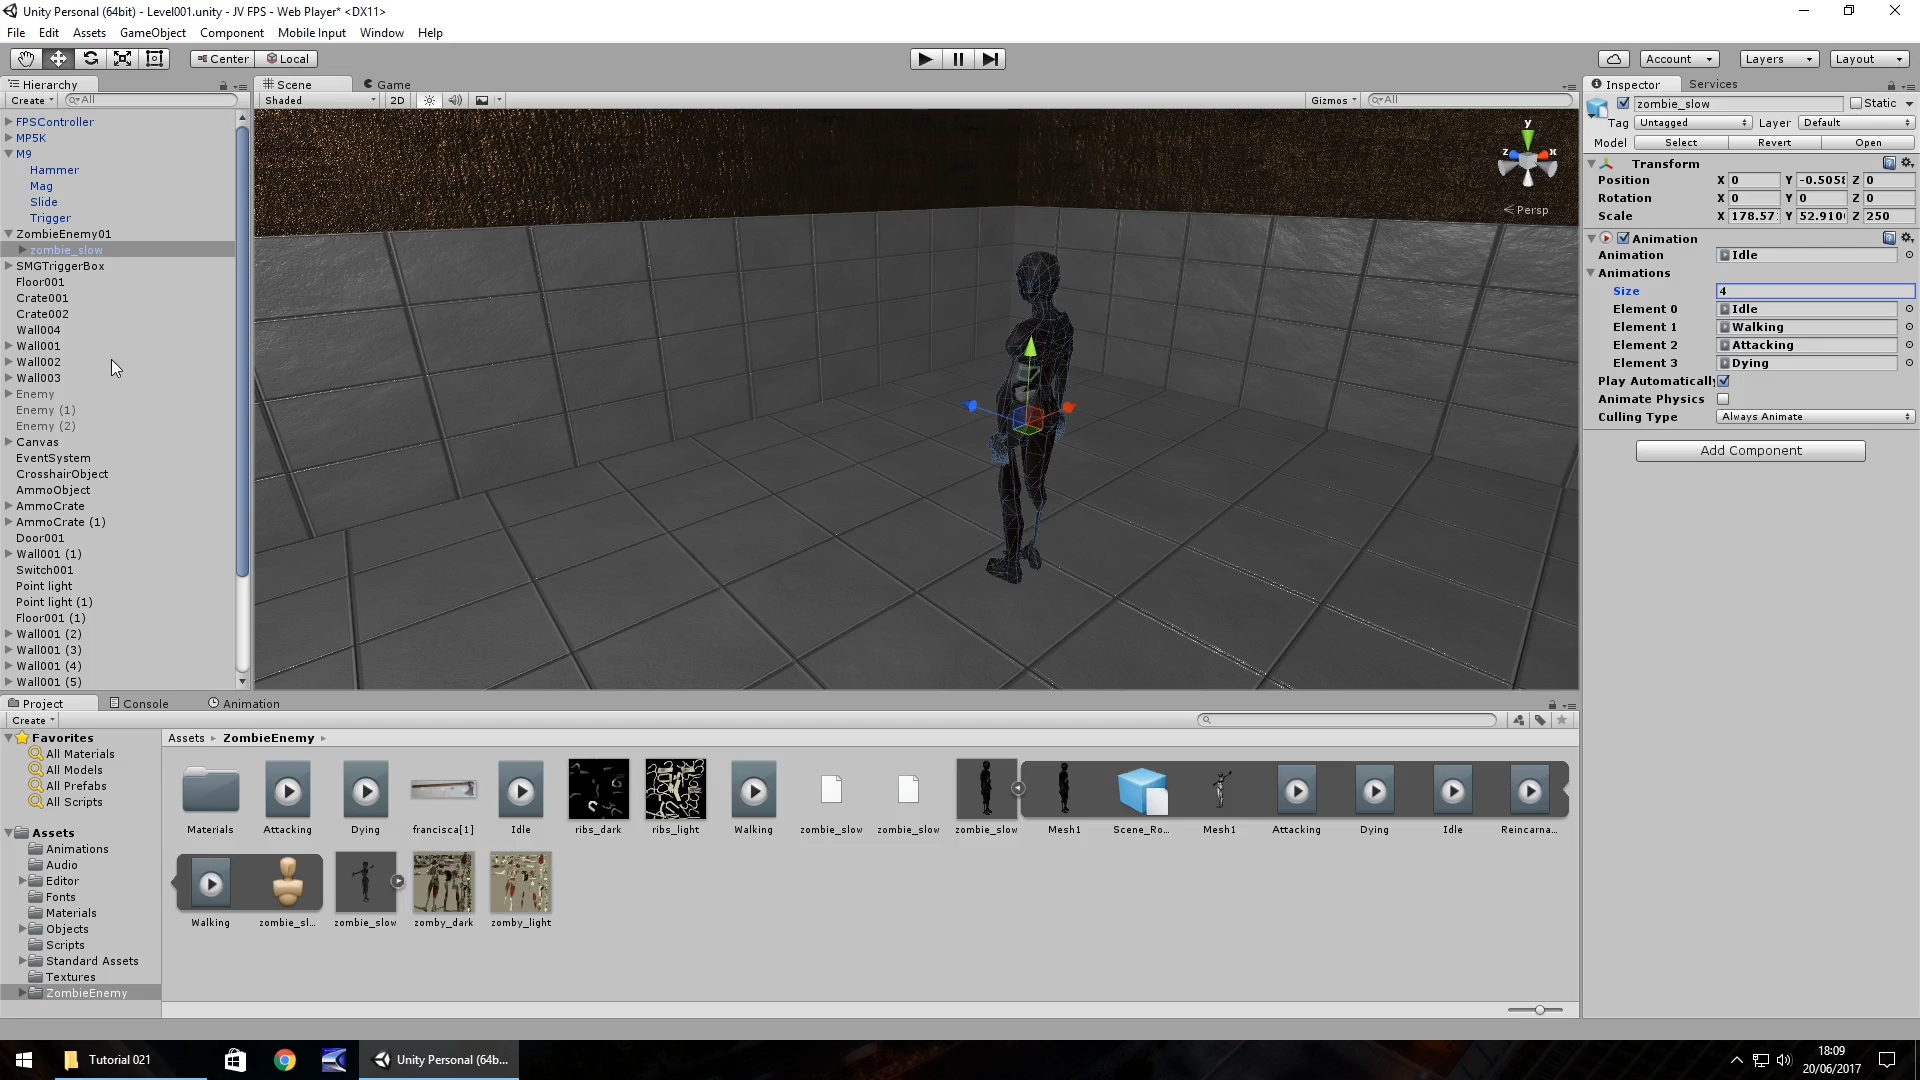 Unity Personal (64bit) - Level001.unity - JV FPS - Web Player* <DX11>
File Edit Assets GameObject Component Mobile Input Window Help
Center Local Account Layers Layout
Hierarchy
Create All
FPSController
MP5K
M9
Hammer
Mag
Slide
Trigger
ZombieEnemy01
zombie_slow
SMGTriggerBox
Floor001
Crate001
Crate002
Wall004
Wall001
Wall002
Wall003
Enemy
Enemy (1)
Enemy (2)
Canvas
EventSystem
CrosshairObject
AmmoObject
AmmoCrate
AmmoCrate (1)
Door001
Wall001 (1)
Switch001
Point light
Point light (1)
Floor001 (1)
Wall001 (2)
Wall001 (3)
Wall001 (4)
Wall001 (5)
Scene Game
Shaded 2D Gizmos All
y
z x
Persp
Inspector Services
zombie_slow Static
Tag Untagged Layer Default
Model Select Revert Open
Transform
Position X 0 Y -0.505 Z 0
Rotation X 0 Y 0 Z 0
Scale X 178.57 Y 52.910 Z 250
Animation
Animation Idle
Animations
Size 4
Element 0 Idle
Element 1 Walking
Element 2 Attacking
Element 3 Dying
Play Automatically
Animate Physics
Culling Type Always Animate
Add Component
Project Console Animation
Create
Favorites
All Materials
All Models
All Prefabs
All Scripts
Assets
Animations
Audio
Editor
Fonts
Materials
Objects
Scripts
Standard Assets
Textures
ZombieEnemy
Assets ZombieEnemy
Materials Attacking Dying francisca[1] Idle ribs_dark ribs_light Walking zombie_slow zombie_slow zombie_slow Mesh1 Scene_Ro... Mesh1 Attacking Dying Idle Reincarna...
Walking zombie_sl... zombie_slow zomby_dark zomby_light
Tutorial 021
Unity Personal (64b...
18:09
20/06/2017